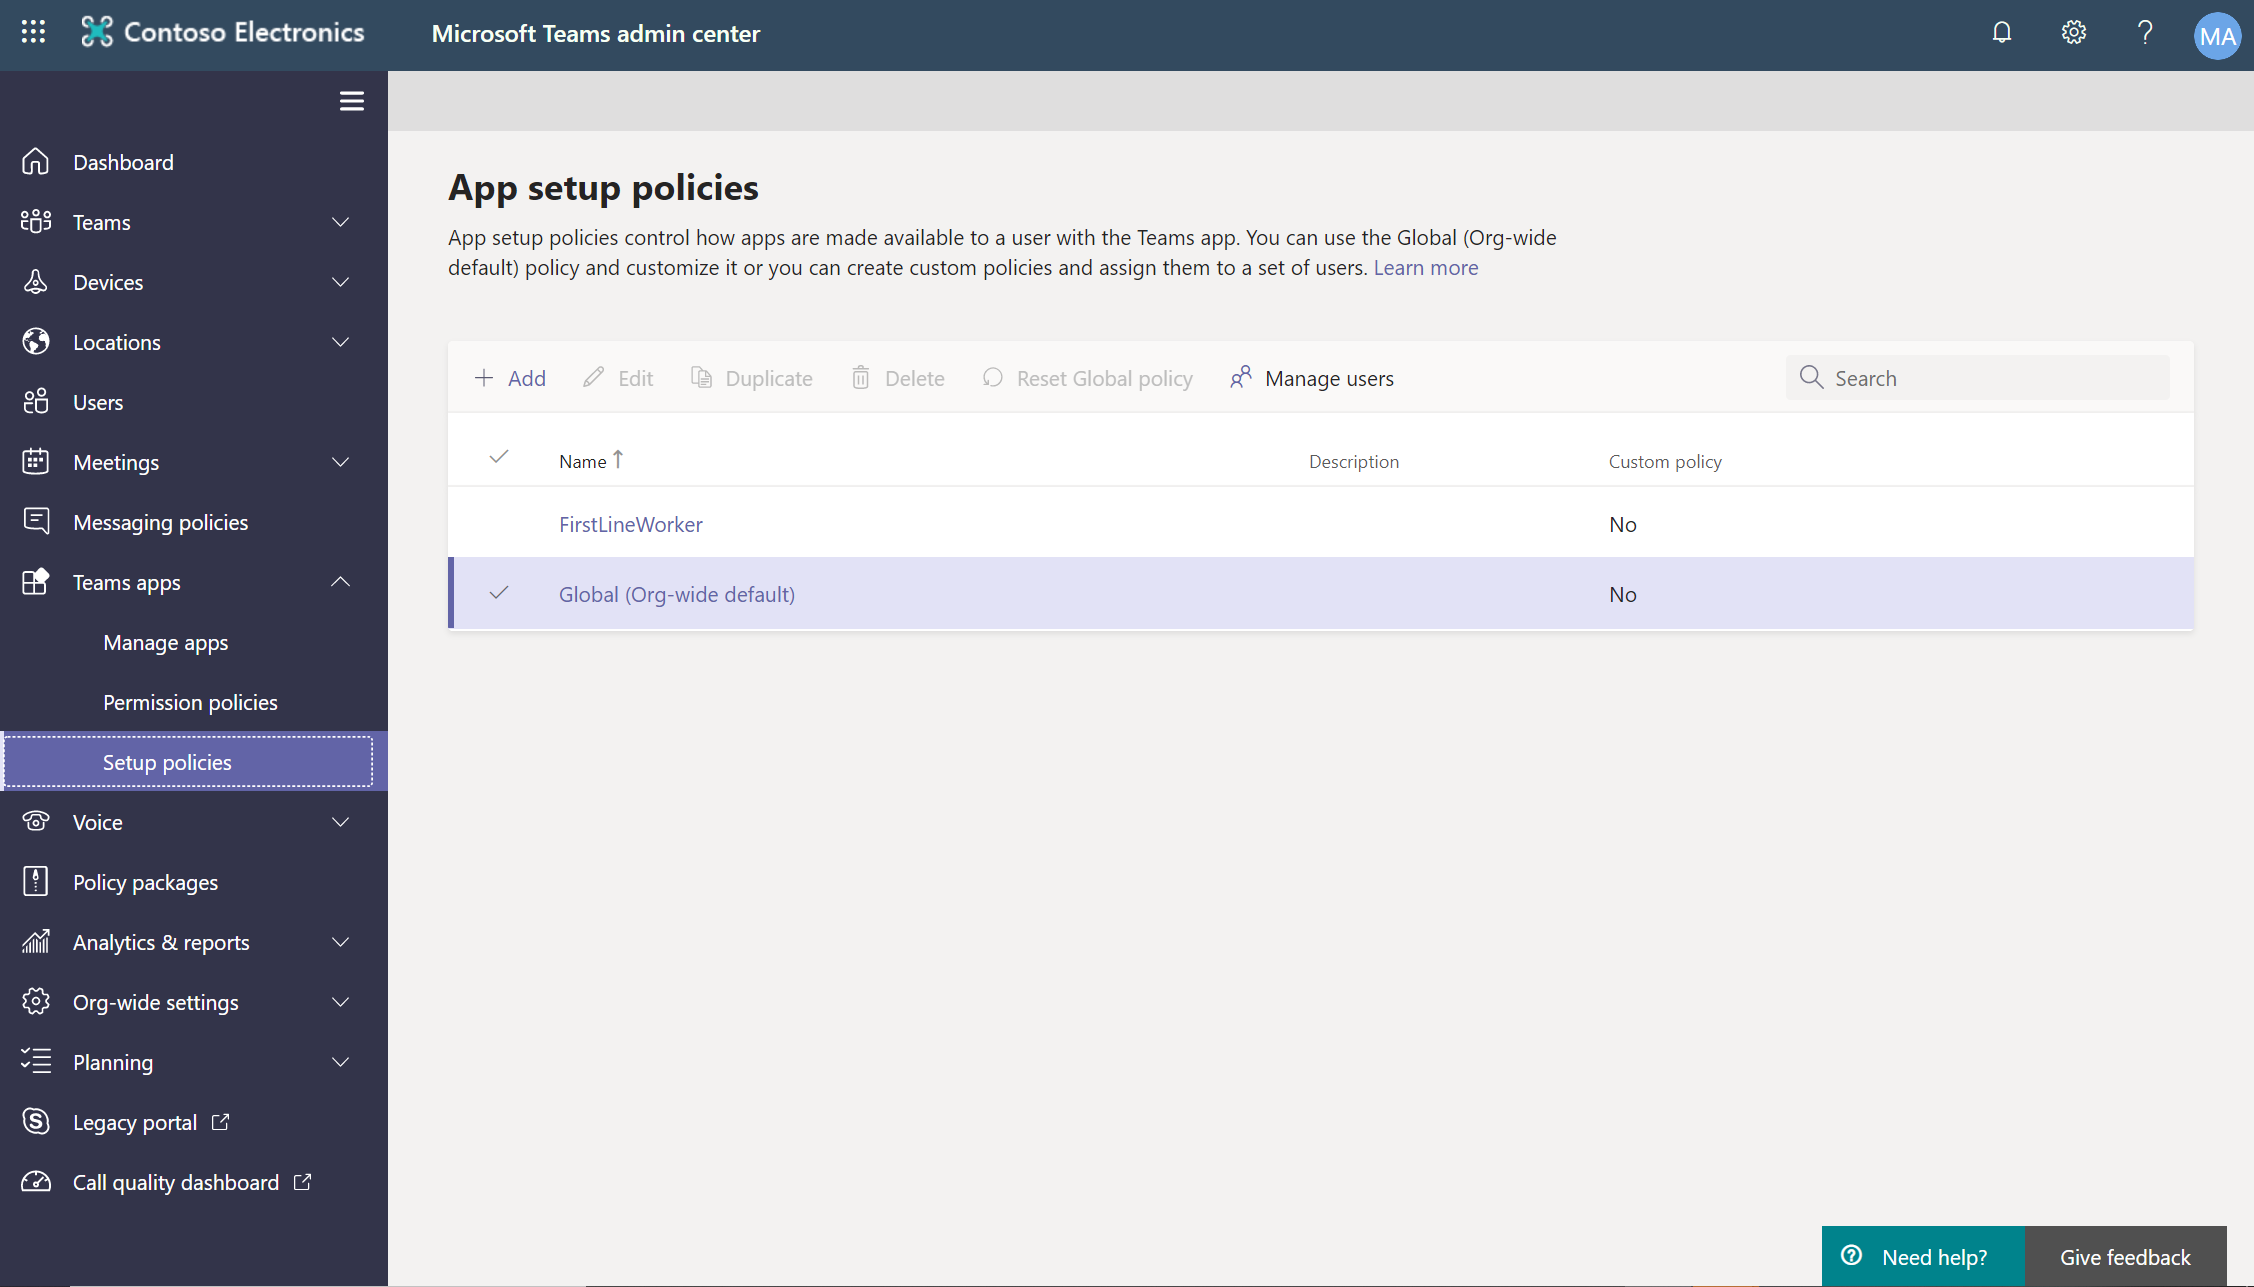 Contoso Electronics
Microsoft Teams admin center
MA
Dashboard
Teams
Devices
Locations
Users
Meetings
Messaging policies
Teams apps
Manage apps
Permission policies
Setup policies
Voice
Policy packages
Analytics & reports
Org-wide settings
Planning
Legacy portal
Call quality dashboard
App setup policies
App setup policies control how apps are made available to a user with the Teams app. You can use the Global (Org-wide
default) policy and customize it or you can create custom policies and assign them to a set of users. Learn more
Add Edit Duplicate Delete Reset Global policy Manage users Search
Name Description Custom policy
FirstLineWorker No
Global (Org-wide default) No
Need help? Give feedback